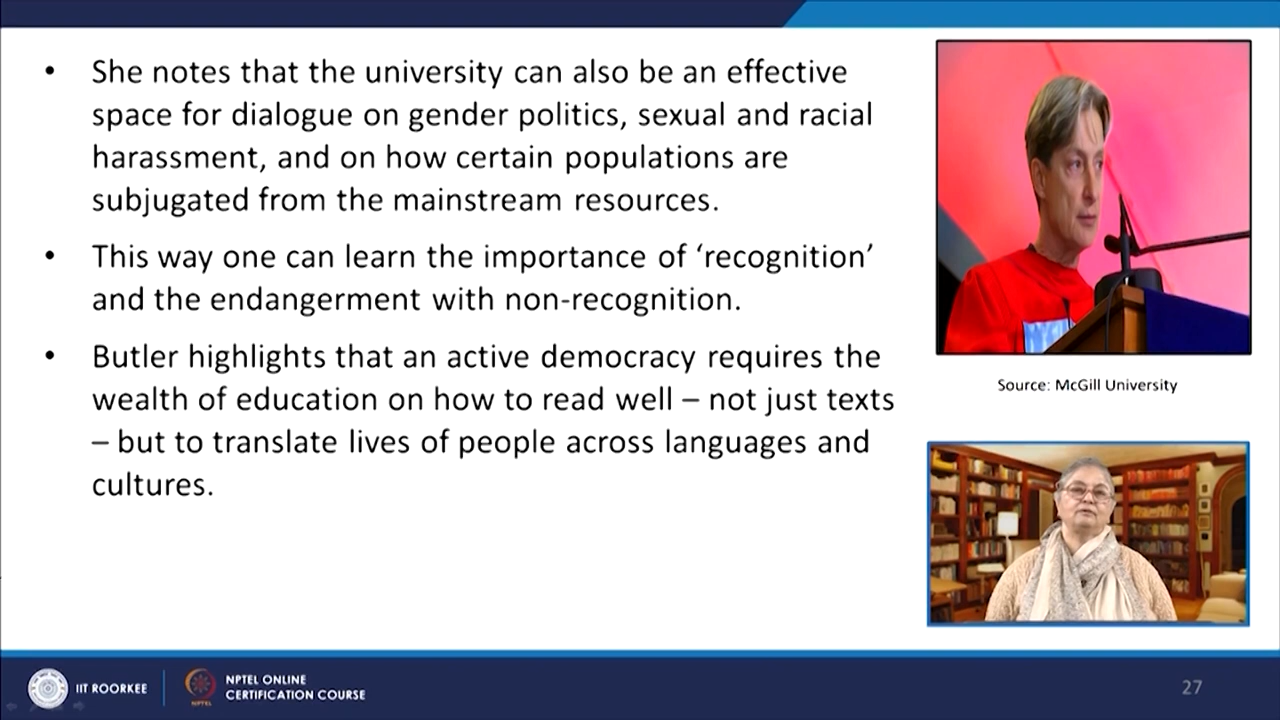 • She notes that the university can also be an effective
space for dialogue on gender politics, sexual and racial
harassment, and on how certain populations are
subjugated from the mainstream resources.
• This way one can learn the importance of ‘recognition’
and the endangerment with non-recognition.
• Butler highlights that an active democracy requires the
wealth of education on how to read well – not just texts
– but to translate lives of people across languages and
cultures.
Source: McGill University
IIT ROORKEE
NPTEL
NPTEL ONLINE
CERTIFICATION COURSE
27